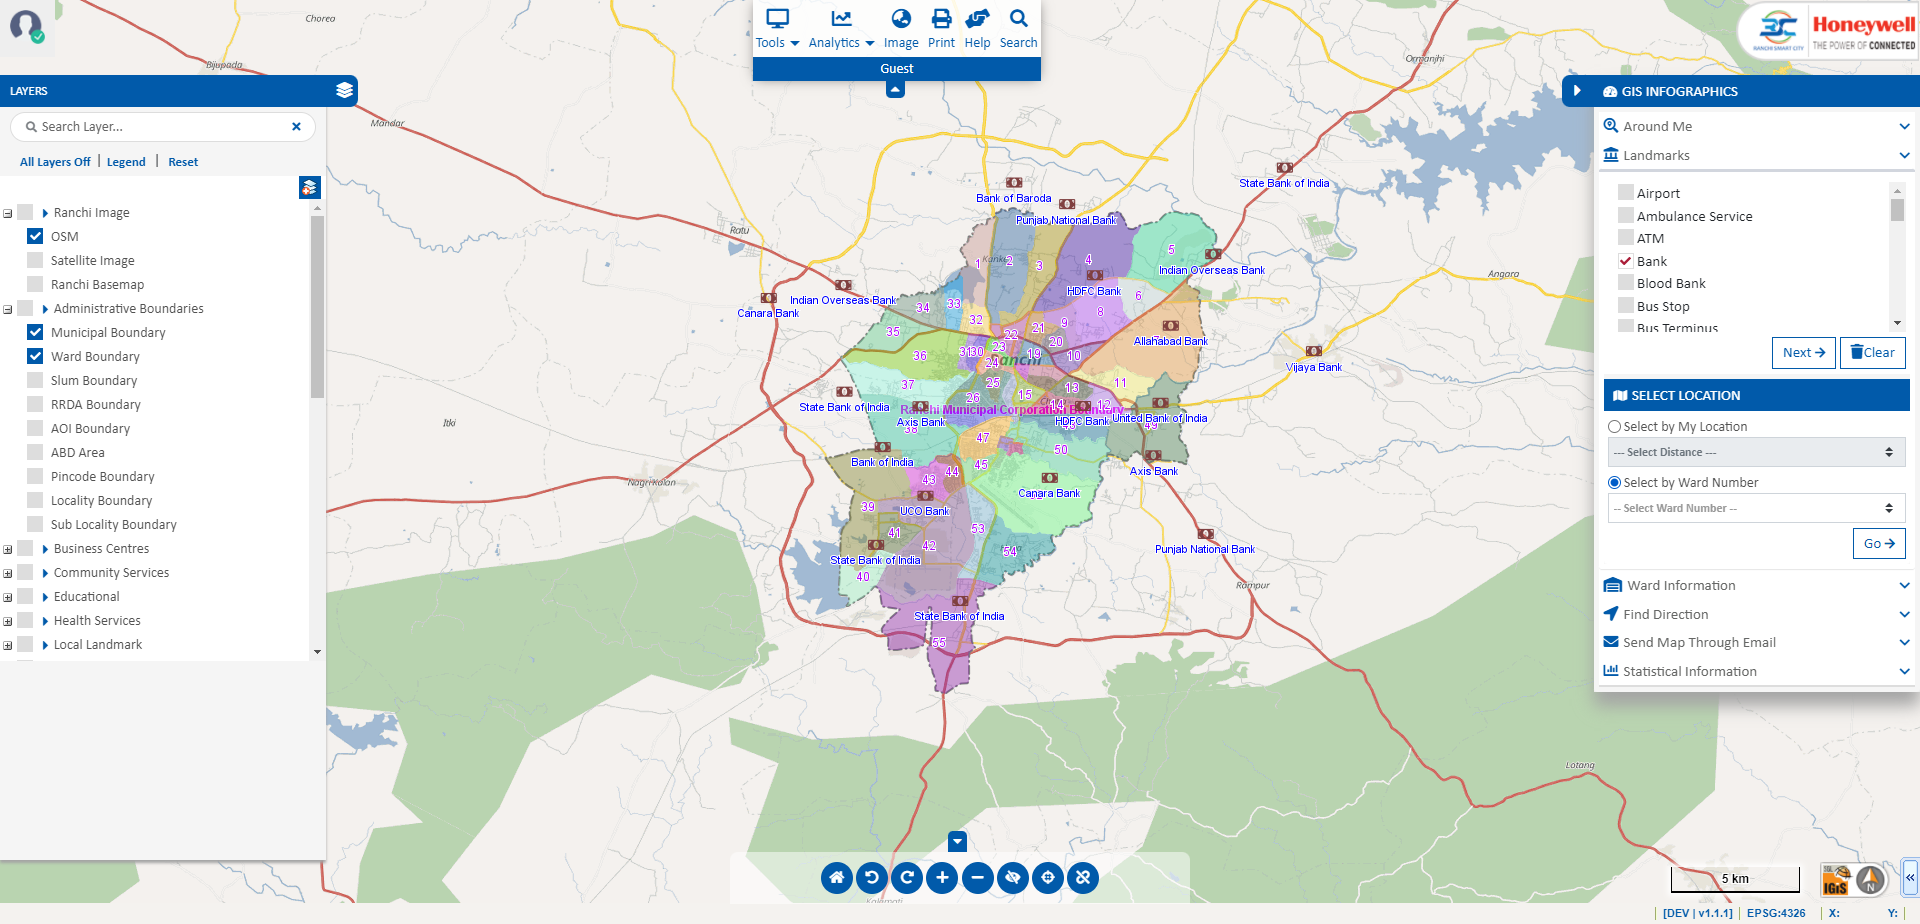 Tools
Analytics
Image
Print
Help
Search
Guest
RANCHI SMART CITY
Honeywell
THE POWER OF CONNECTED
LAYERS
Search Layer...
All Layers Off
Legend
Reset
Ranchi Image
OSM
Satellite Image
Ranchi Basemap
Administrative Boundaries
Municipal Boundary
Ward Boundary
Slum Boundary
RRDA Boundary
AOI Boundary
ABD Area
Pincode Boundary
Locality Boundary
Sub Locality Boundary
Business Centres
Community Services
Educational
Health Services
Local Landmark
Chorea
Bijupada
Mandar
Ratu
Itki
Nagri Kalan
Ormanjhi
Angara
Rampur
Lotang
Kalamati
State Bank of India
Bank of Baroda
Punjab National Bank
Indian Overseas Bank
HDFC Bank
Indian Overseas Bank
Canara Bank
Allahabad Bank
Vijaya Bank
State Bank of India
Axis Bank
Ranchi Municipal Corporation Boundary
HDFC Bank
United Bank of India
Bank of India
Axis Bank
Canara Bank
UCO Bank
Punjab National Bank
State Bank of India
State Bank of India
Ranchi
1
2
3
4
5
6
8
9
10
11
12
13
14
15
19
20
21
22
23
24
25
26
30
31
32
33
34
35
36
37
38
39
40
41
42
43
44
45
47
49
50
53
54
55
GIS INFOGRAPHICS
Around Me
Landmarks
Airport
Ambulance Service
ATM
Bank
Blood Bank
Bus Stop
Bus Terminus
Next
Clear
SELECT LOCATION
Select by My Location
--- Select Distance ---
Select by Ward Number
-- Select Ward Number --
Go
Ward Information
Find Direction
Send Map Through Email
Statistical Information
5 km
IGiS
N
[DEV | v1.1.1]
EPSG:4326
X:
Y: